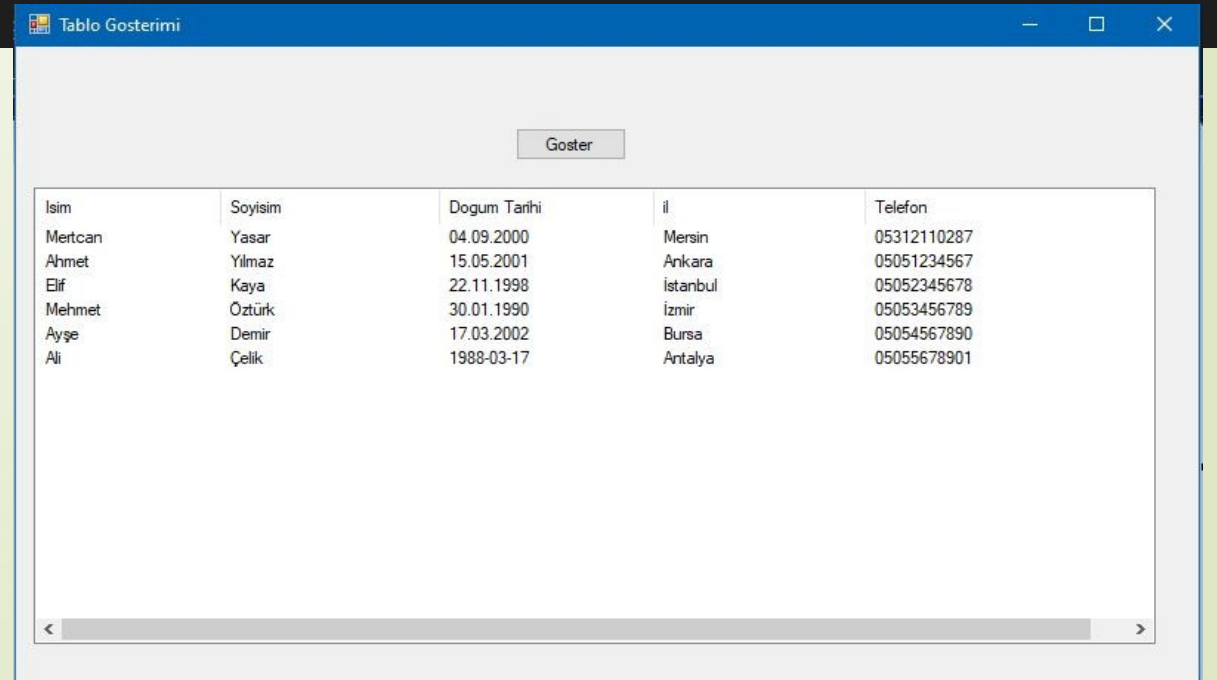 Tablo Gosterimi
Goster
Isim Soyisim Dogum Tarihi il Telefon
Mertcan Yasar 04.09.2000 Mersin 05312110287
Ahmet Yılmaz 15.05.2001 Ankara 05051234567
Elif Kaya 22.11.1998 İstanbul 05052345678
Mehmet Öztürk 30.01.1990 İzmir 05053456789
Ayşe Demir 17.03.2002 Bursa 05054567890
Ali Çelik 1988-03-17 Antalya 05055678901